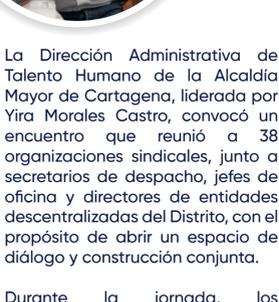 La Dirección Administrativa de
Talento Humano de la Alcaldía
Mayor de Cartagena, liderada por
Yira Morales Castro, convocó un
encuentro que reunió a 38
organizaciones sindicales, junto a
secretarios de despacho, jefes de
oficina y directores de entidades
descentralizadas del Distrito, con el
propósito de abrir un espacio de
diálogo y construcción conjunta.
Durante la jornada, los